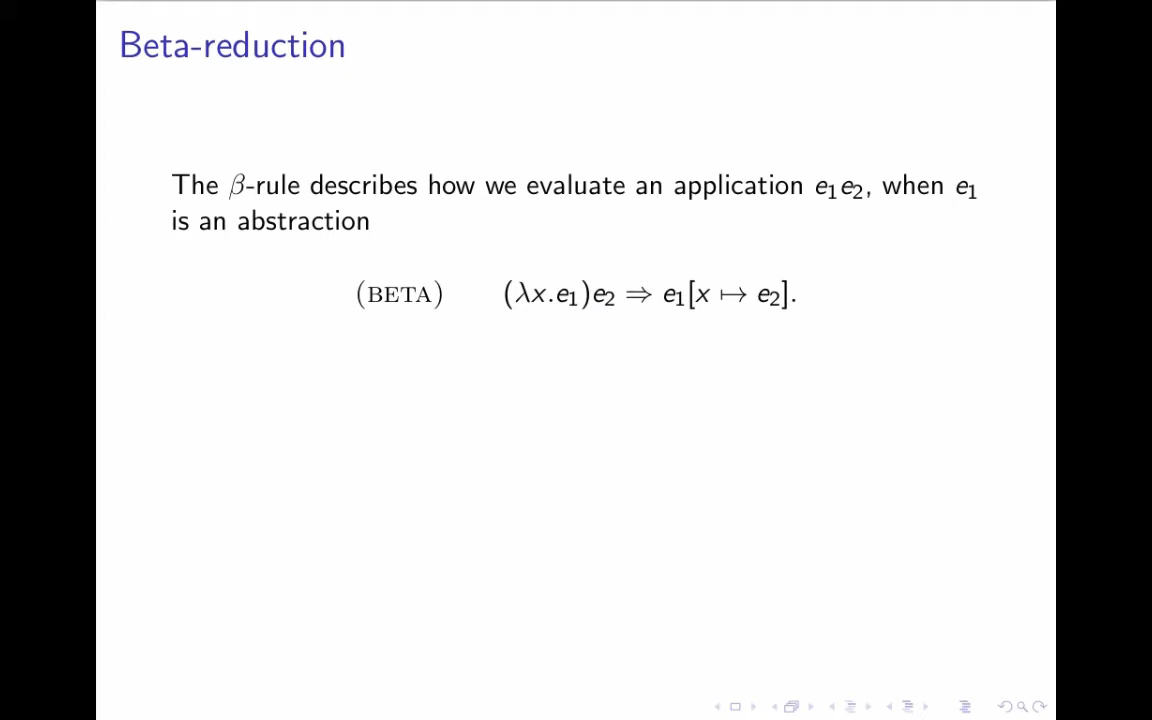 Beta-reduction
The β-rule describes how we evaluate an application e₁e₂, when e₁
is an abstraction
(BETA) (λx.e₁)e₂ ⇒ e₁[x ↦ e₂].